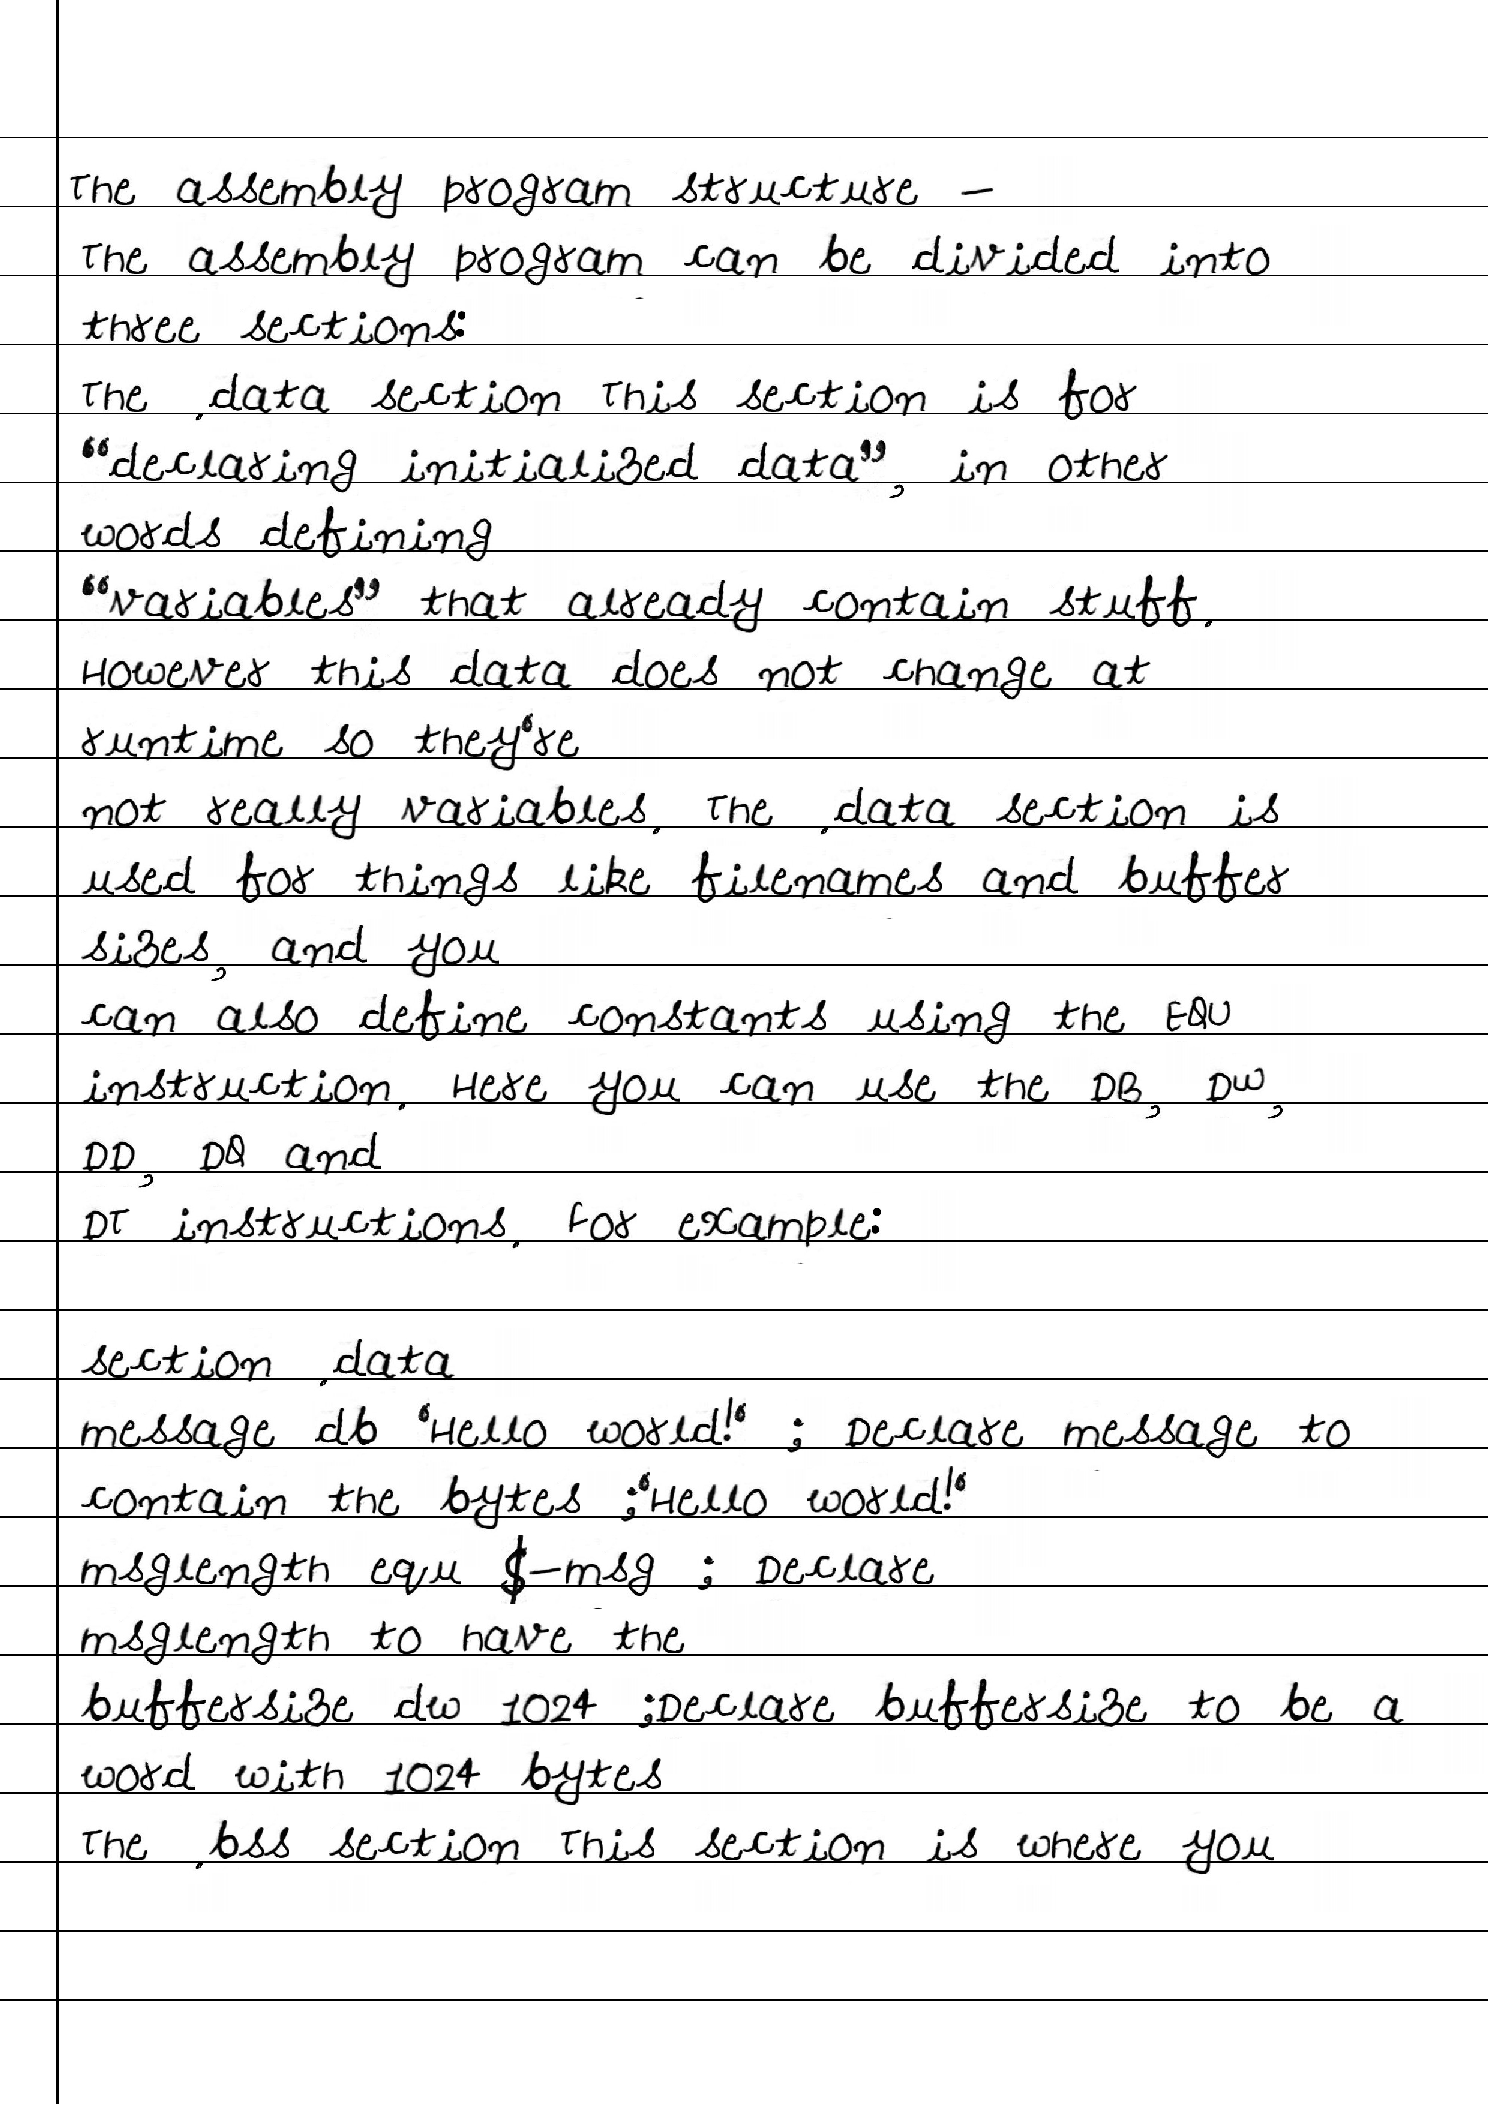 The assembly program structure –
The assembly program can be divided into
three sections:
The .data section This section is for
“declaring initialized data”, in other
words defining
“variables” that already contain stuff.
However this data does not change at
runtime so they‘re
not really variables. The .data section is
used for things like filenames and buffer
sizes, and you
can also define constants using the EQU
instruction. Here you can use the DB, DW,
DD, DQ and
DT instructions. For example:
section .data
message db ‘Hello world!‘ ; Declare message to
contain the bytes ;‘Hello world!‘
msglength equ $-msg ; Declare
msglength to have the
buffersize dw 1024 ;Declare buffersize to be a
word with 1024 bytes
The .bss section This section is where you